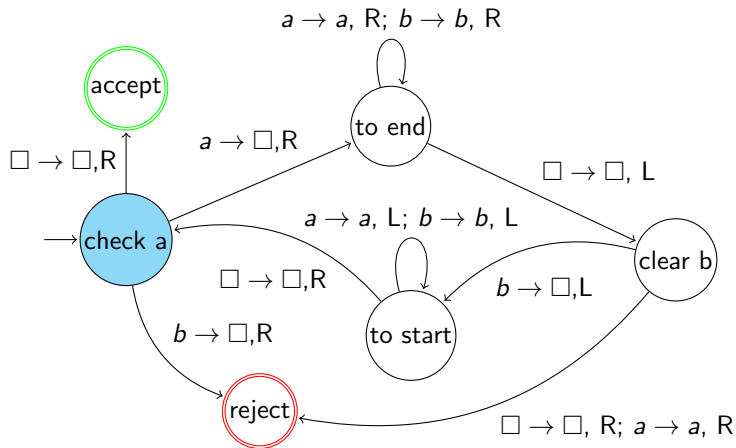 a → a, R; b → b, R
accept
to end
a → □,R
□ → □,R
□ → □, L
a → a, L; b → b, L
check a
clear b
□ → □,R
b → □,L
b → □,R
to start
reject
□ → □, R; a → a, R